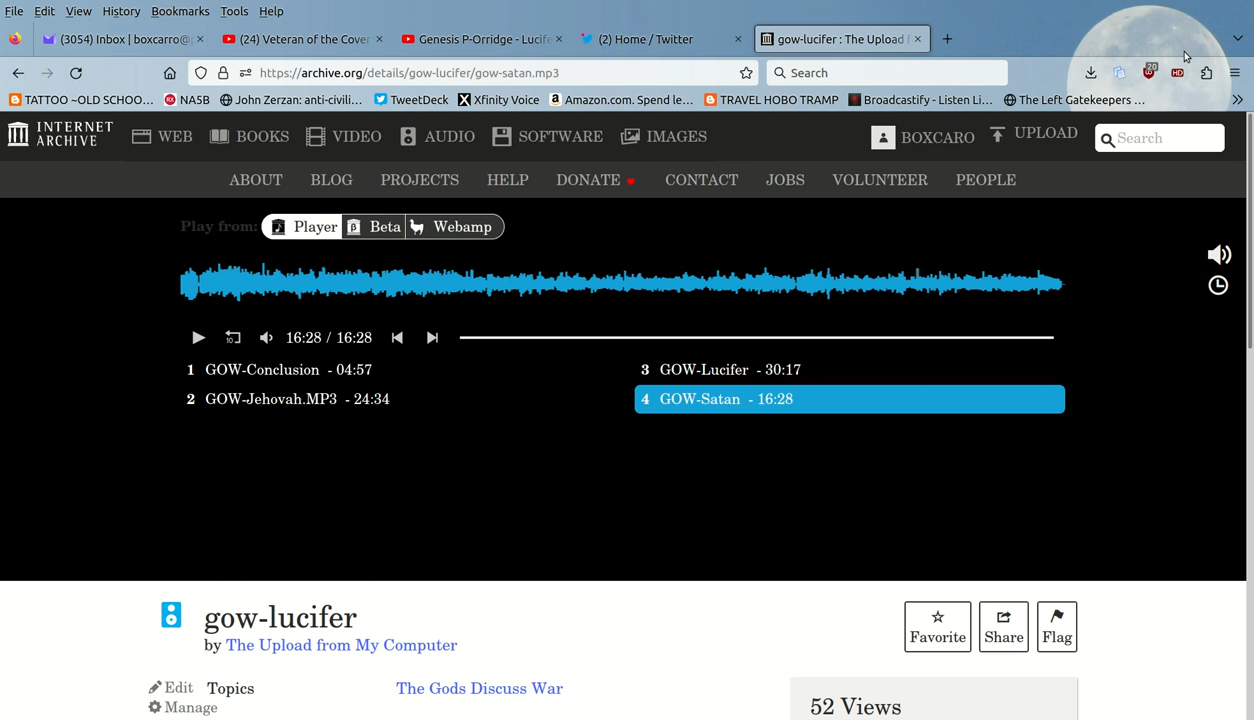 File Edit View History Bookmarks Tools Help
(3054) Inbox | boxcarro@
(24) Veteran of the Cover
Genesis P-Orridge - Lucife
(2) Home / Twitter
gow-lucifer : The Upload f
https://archive.org/details/gow-lucifer/gow-satan.mp3
Search
20
HD
TATTOO ~OLD SCHOO...
NA5B
John Zerzan: anti-civili...
TweetDeck
Xfinity Voice
Amazon.com. Spend le...
TRAVEL HOBO TRAMP
Broadcastify - Listen Li...
The Left Gatekeepers ...
INTERNET
ARCHIVE
WEB BOOKS VIDEO AUDIO SOFTWARE IMAGES
BOXCARO UPLOAD Search
ABOUT BLOG PROJECTS HELP DONATE CONTACT JOBS VOLUNTEER PEOPLE
Play from: Player Beta Webamp
10 16:28 / 16:28
1 GOW-Conclusion - 04:57
2 GOW-Jehovah.MP3 - 24:34
3 GOW-Lucifer - 30:17
4 GOW-Satan - 16:28
gow-lucifer
by The Upload from My Computer
Favorite Share Flag
Edit Topics The Gods Discuss War
Manage
52 Views